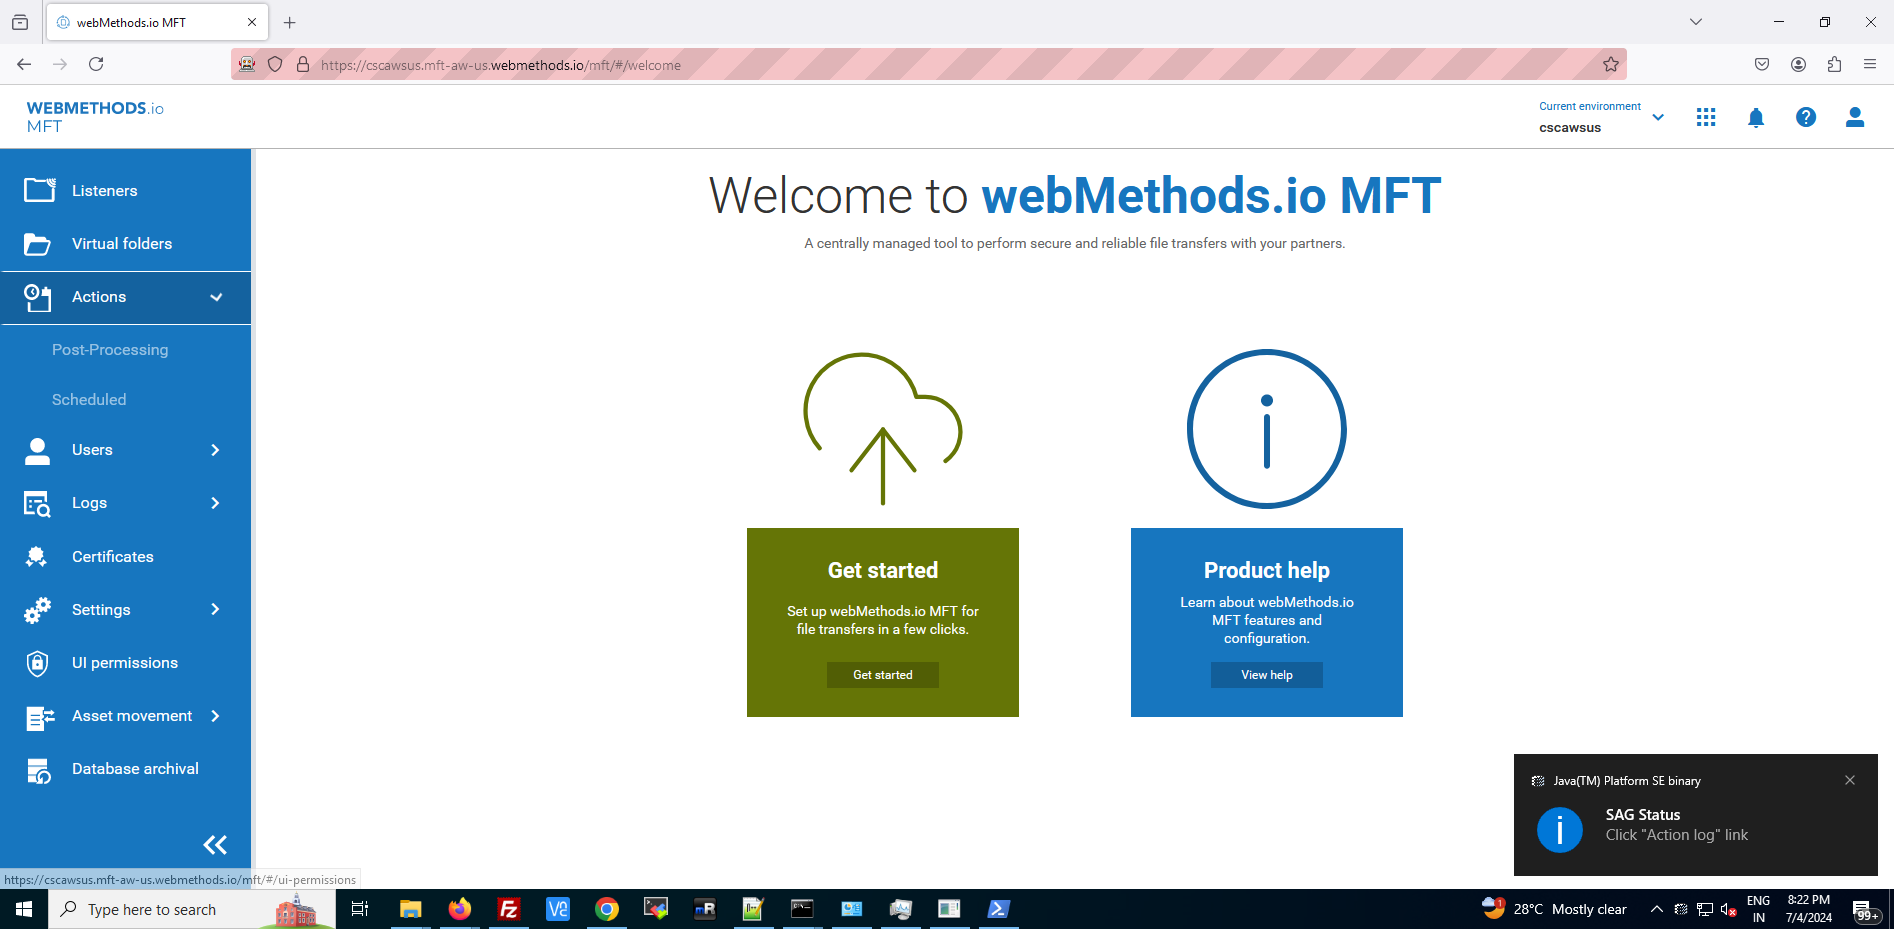 webMethods.io MFT
https://cscawsus.mft-aw-us.webmethods.io/mft/#/welcome
WEBMETHODS.io
MFT
Current environment
cscawsus
Listeners
Virtual folders
Actions
Post-Processing
Scheduled
Users
Logs
Certificates
Settings
UI permissions
Asset movement
Database archival
Welcome to webMethods.io MFT
A centrally managed tool to perform secure and reliable file transfers with your partners.
Get started
Set up webMethods.io MFT for
file transfers in a few clicks.
Get started
Product help
Learn about webMethods.io
MFT features and
configuration.
View help
Java(TM) Platform SE binary
SAG Status
Click "Action log" link
https://cscawsus.mft-aw-us.webmethods.io/mft/#/ui-permissions
Type here to search
1
28°C Mostly clear
ENG
IN
8:22 PM
7/4/2024
99+